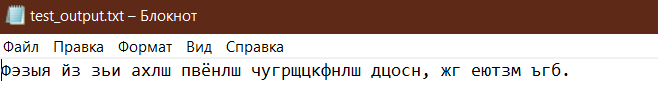 test_output.txt – Блокнот
Файл Правка Формат Вид Справка
Фэзыя йз зьи ахлш пвёнлш чугрщцкфнлш дцосн, жг еютзм ъгб.